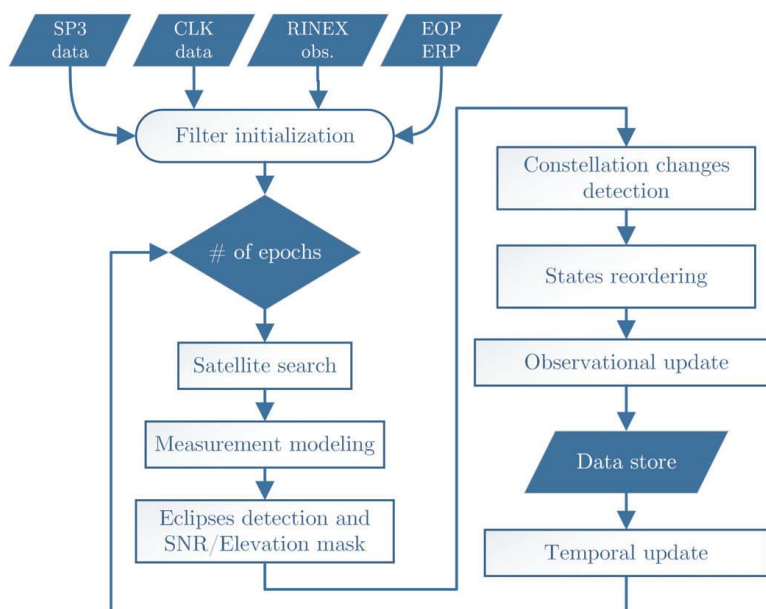 SP3
data
CLK
data
RINEX
obs.
EOP
ERP
Filter initialization
# of epochs
Satellite search
Measurement modeling
Eclipses detection and
SNR/Elevation mask
Constellation changes
detection
States reordering
Observational update
Data store
Temporal update